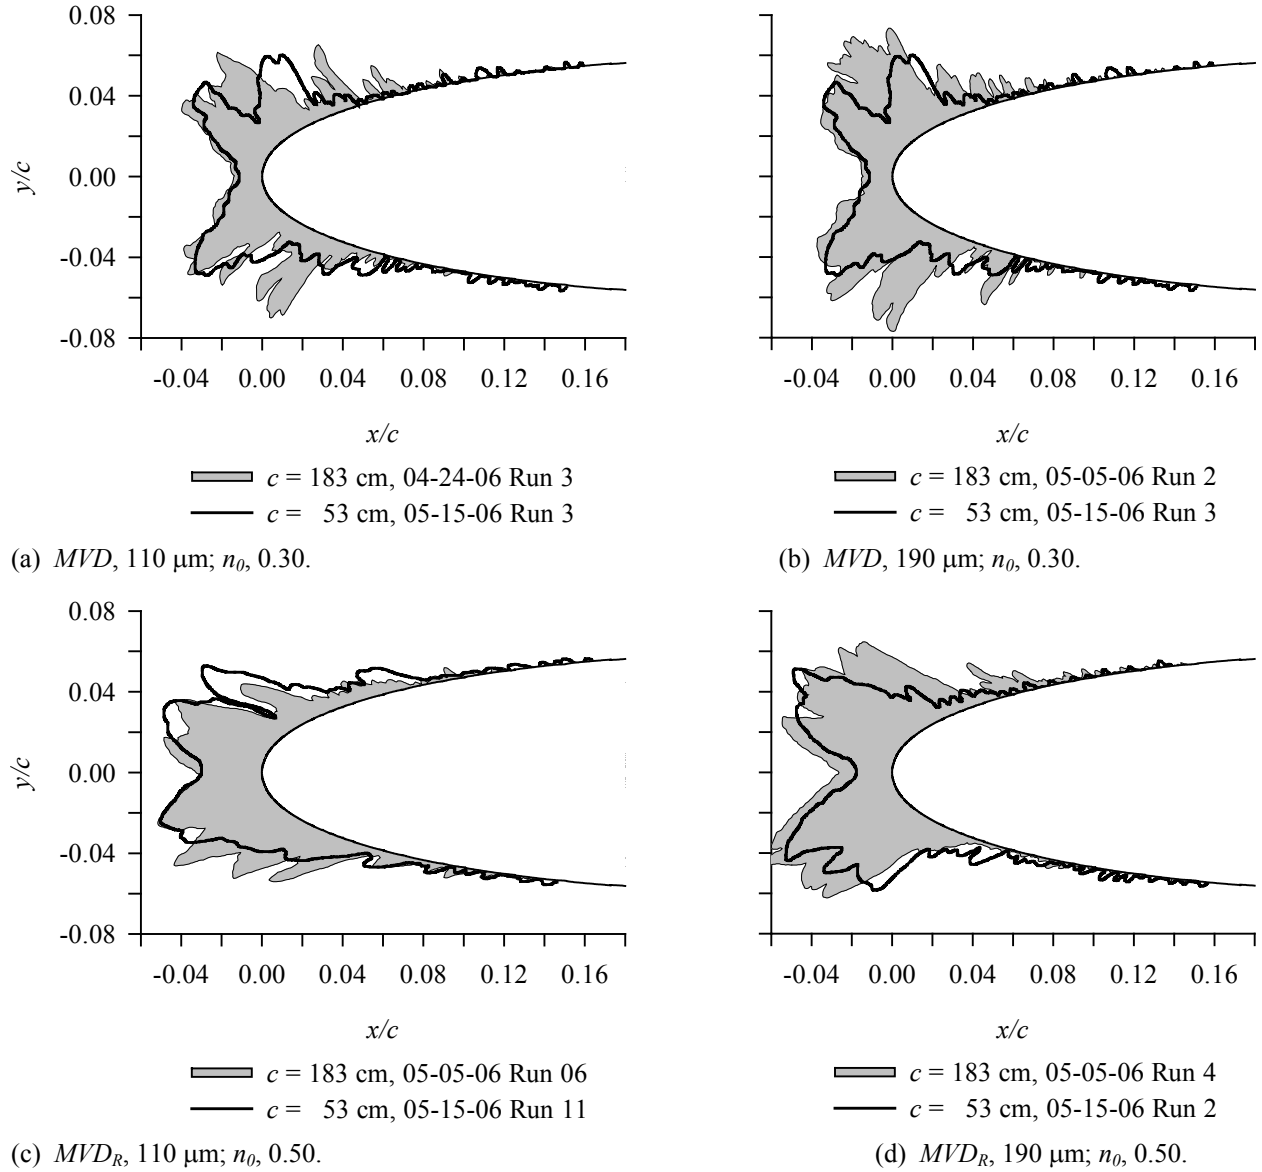 0.08
0.04
0.00
-0.04
-0.08
y/c
-0.04 0.00 0.04 0.08 0.12 0.16
x/c
c = 183 cm, 04-24-06 Run 3
c = 53 cm, 05-15-06 Run 3
(a) MVD, 110 μm; n0, 0.30.
-0.04 0.00 0.04 0.08 0.12 0.16
x/c
c = 183 cm, 05-05-06 Run 2
c = 53 cm, 05-15-06 Run 3
(b) MVD, 190 μm; n0, 0.30.
0.08
0.04
0.00
-0.04
-0.08
y/c
-0.04 0.00 0.04 0.08 0.12 0.16
x/c
c = 183 cm, 05-05-06 Run 06
c = 53 cm, 05-15-06 Run 11
(c) MVDR, 110 μm; n0, 0.50.
-0.04 0.00 0.04 0.08 0.12 0.16
x/c
c = 183 cm, 05-05-06 Run 4
c = 53 cm, 05-15-06 Run 2
(d) MVDR, 190 μm; n0, 0.50.